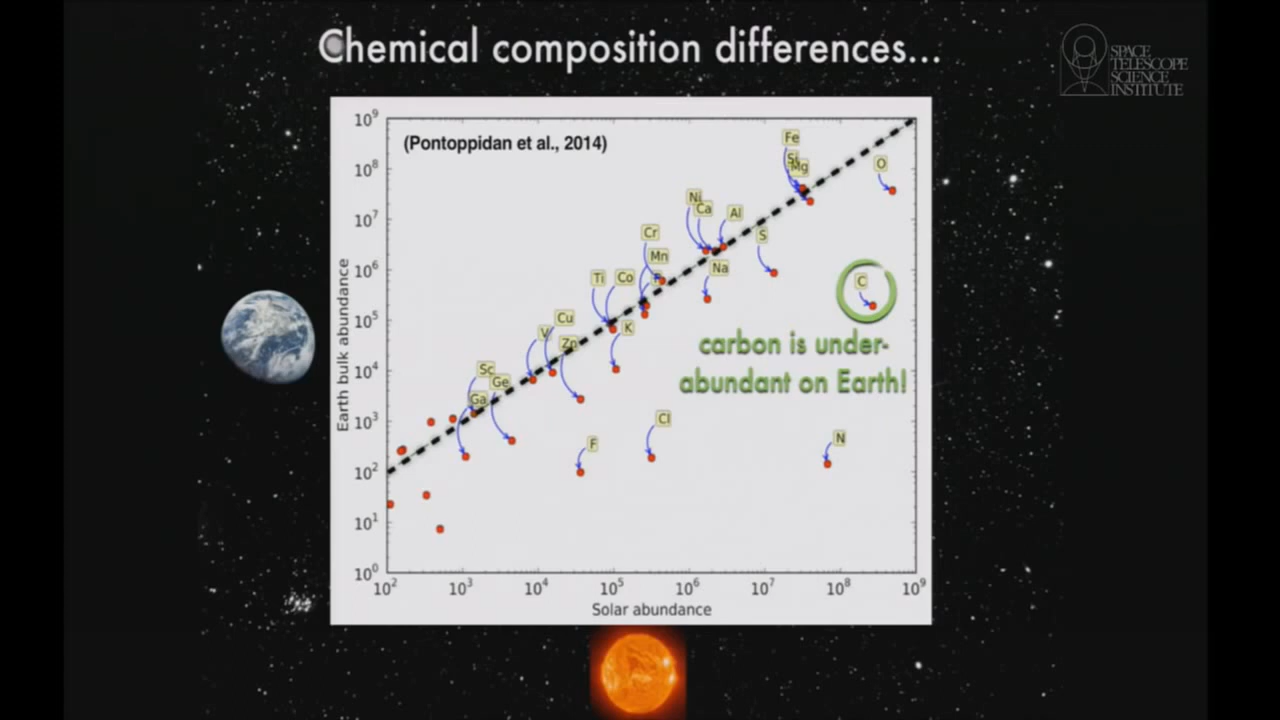 Chemical composition differences...
SPACE
TELESCOPE
SCIENCE
INSTITUTE
(Pontoppidan et al., 2014)
10⁹
10⁸
10⁷
10⁶
10⁵
10⁴
10³
10²
10¹
10⁰
Earth bulk abundance
Fe
Si
Mg
O
Ni
Ca
Al
S
Cr
Mn
Na
C
Ti
Co
K
Cu
V
Zn
carbon is under-
abundant on Earth!
Sc
Ge
Ga
Cl
F
N
10² 10³ 10⁴ 10⁵ 10⁶ 10⁷ 10⁸ 10⁹
Solar abundance